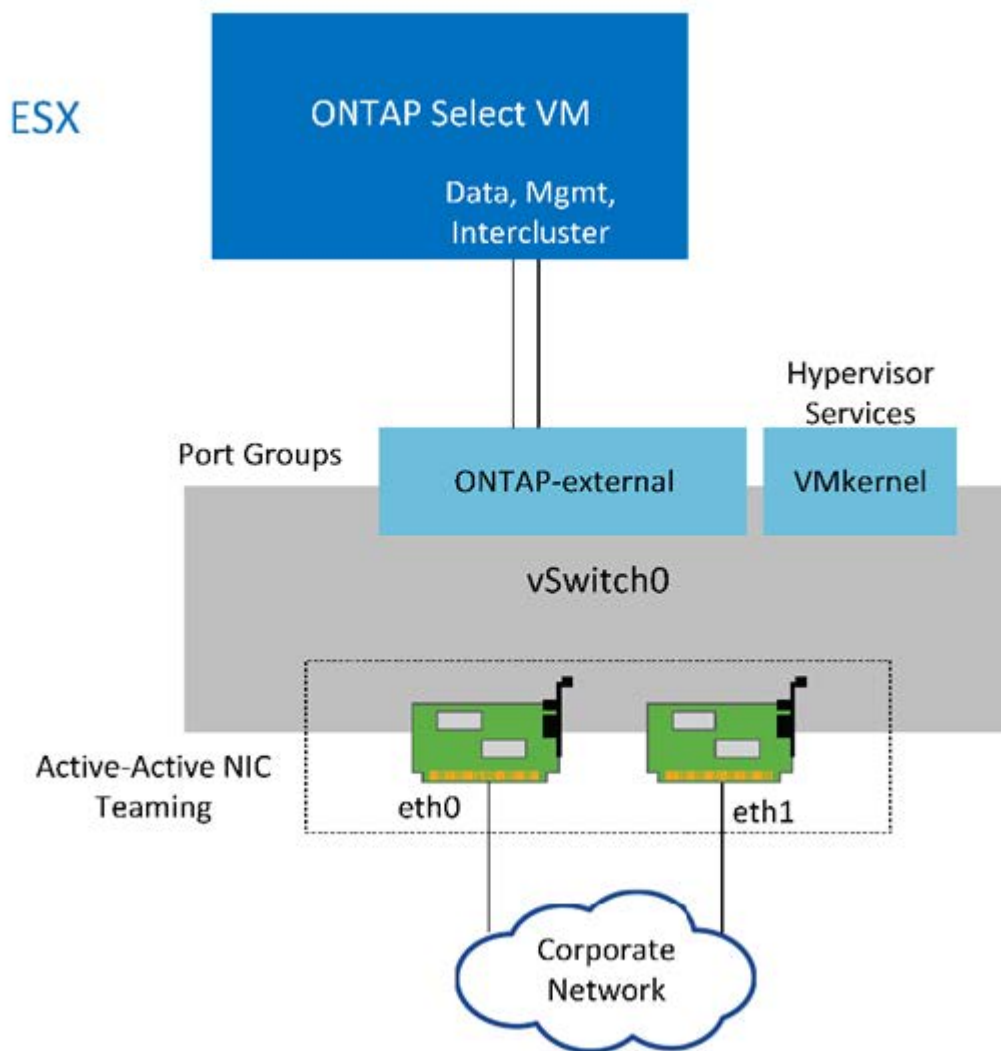 ESX
ONTAP Select VM
Data, Mgmt,
Intercluster
Hypervisor
Services
Port Groups
ONTAP-external
VMkernel
vSwitch0
Active-Active NIC
Teaming
eth0
eth1
Corporate
Network